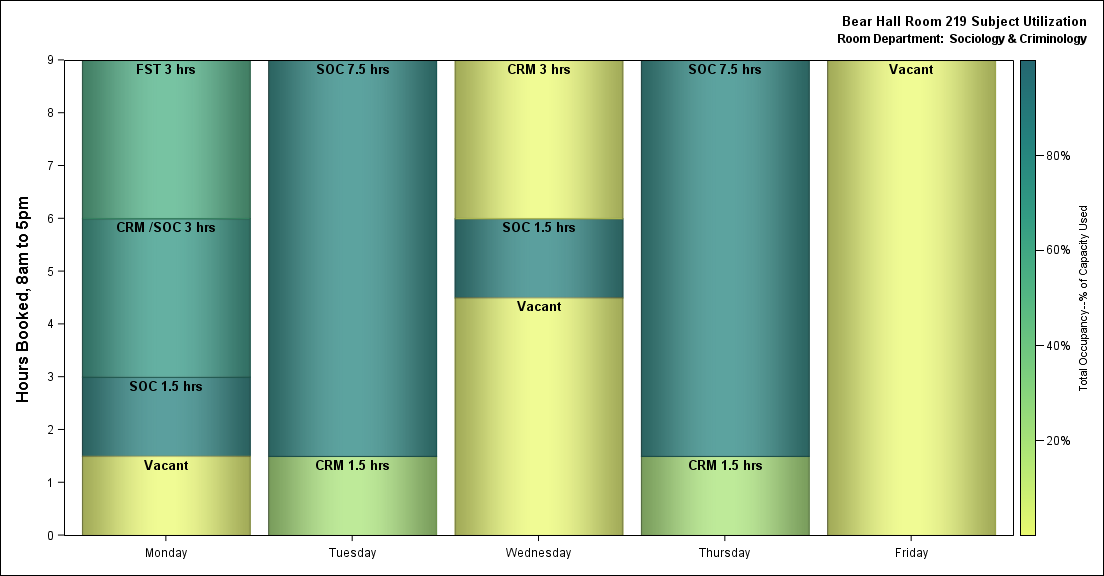 Bear Hall Room 219 Subject Utilization
Room Department: Sociology & Criminology
Hours Booked, 8am to 5pm
9
8
7
6
5
4
3
2
1
0
FST 3 hrs
CRM /SOC 3 hrs
SOC 1.5 hrs
Vacant
SOC 7.5 hrs
CRM 1.5 hrs
CRM 3 hrs
SOC 1.5 hrs
Vacant
SOC 7.5 hrs
CRM 1.5 hrs
Vacant
Monday
Tuesday
Wednesday
Thursday
Friday
80%
60%
40%
20%
Total Occupancy--% of Capacity Used